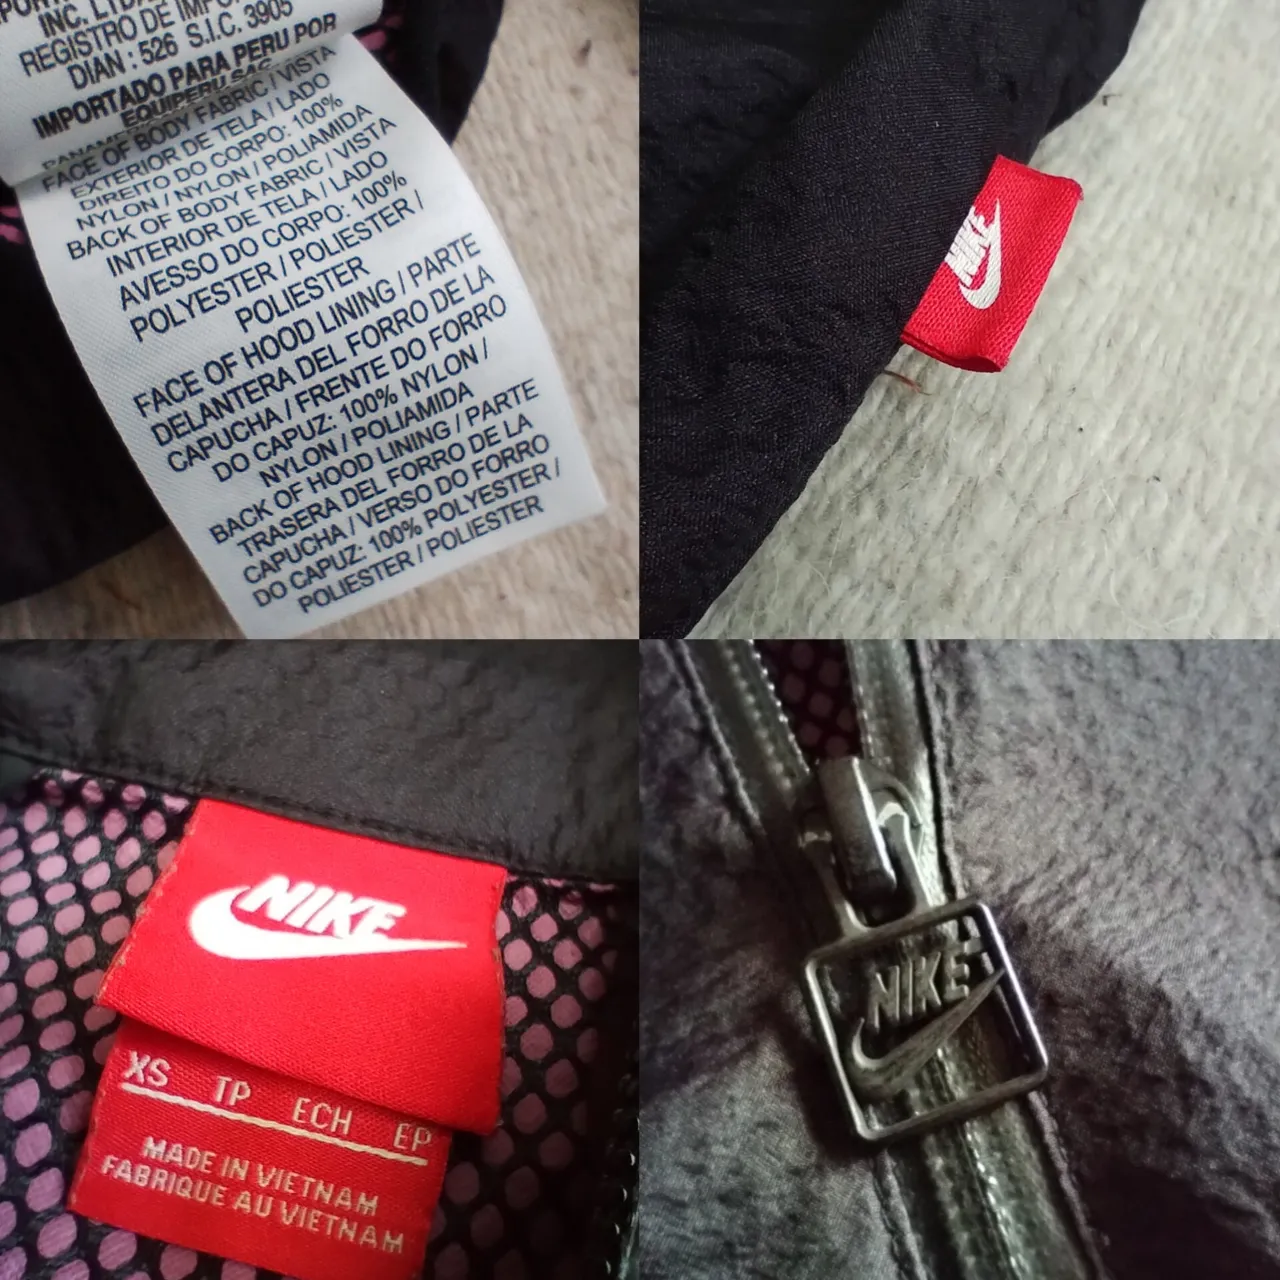 INC. LTDA
REGISTRO DE
DIAN : 526 S.I.C. 3905
IMPORTADO PARA PERU POR
EQUIPERU SAC
FACE OF BODY FABRIC / VISTA
EXTERIOR DE TELA / LADO
DIREITO DO CORPO: 100%
NYLON / NYLON / POLIAMIDA
BACK OF BODY FABRIC / VISTA
INTERIOR DE TELA / LADO
AVESSO DO CORPO: 100%
POLYESTER / POLIESTER /
POLIESTER
FACE OF HOOD LINING / PARTE
DELANTERA DEL FORRO DE LA
CAPUCHA / FRENTE DO FORRO
DO CAPUZ: 100% NYLON /
NYLON / POLIAMIDA
BACK OF HOOD LINING / PARTE
TRASERA DEL FORRO DE LA
CAPUCHA / VERSO DO FORRO
DO CAPUZ: 100% POLYESTER /
POLIESTER / POLIESTER
NIKE
NIKE
XS TP ECH EP
MADE IN VIETNAM
FABRIQUE AU VIETNAM
NIKE